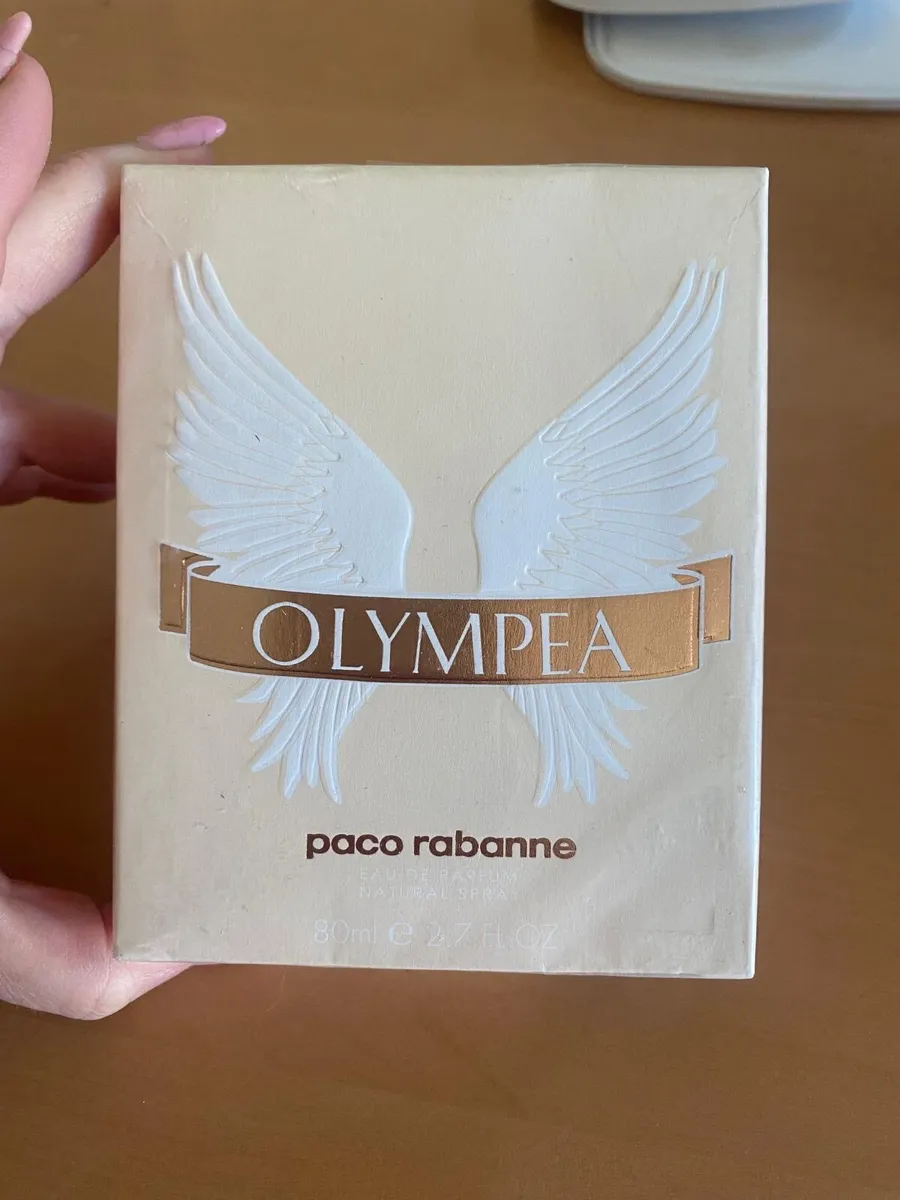 OLYMPEA
paco rabanne
EAU DE PARFUM
NATURAL SPRAY
80ml ℮ 2.7 FL.OZ